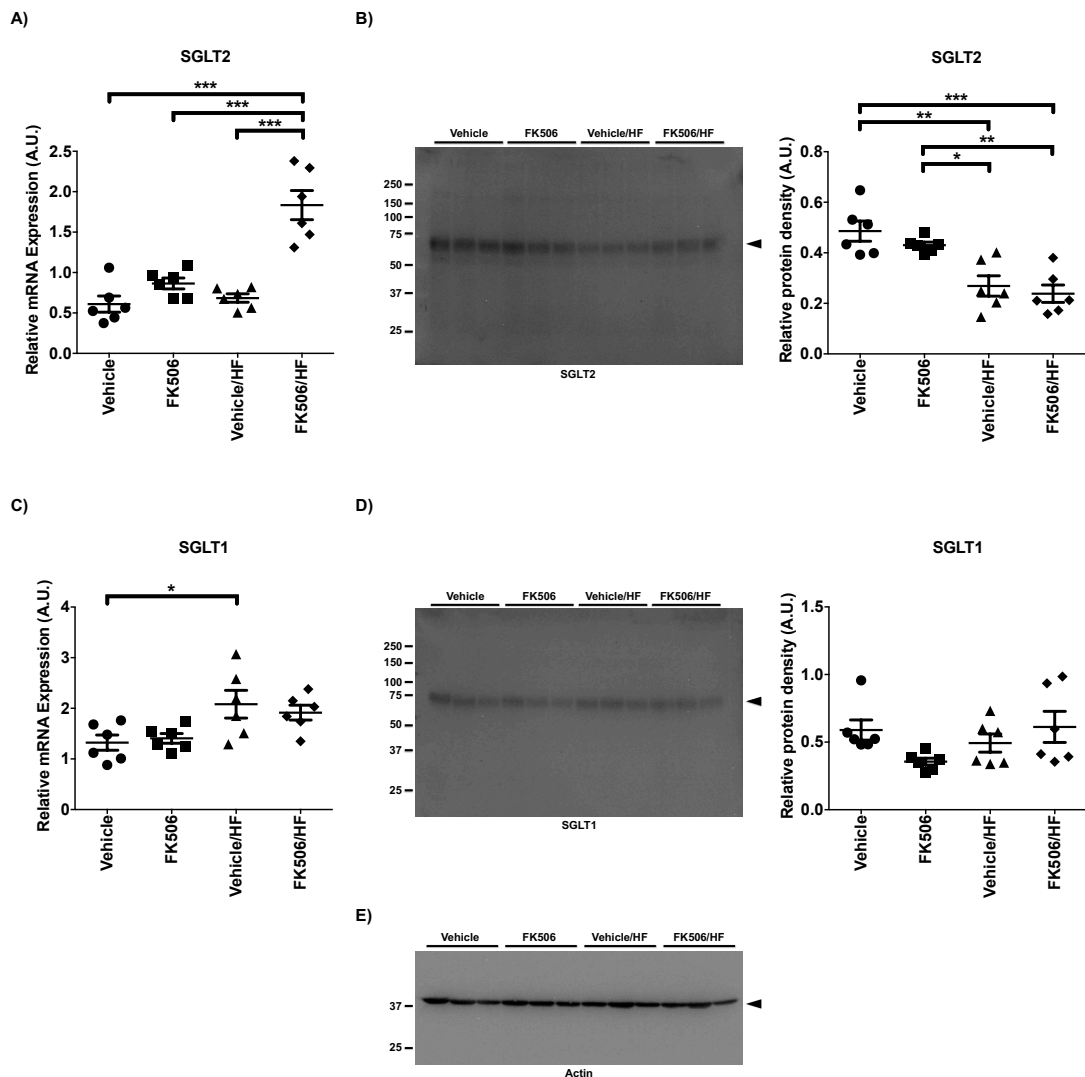 A)
SGLT2
***
***
***
Relative mRNA Expression (A.U.)
2.5
2.0
1.5
1.0
0.5
0.0
Vehicle
FK506
Vehicle/HF
FK506/HF
B)
Vehicle FK506 Vehicle/HF FK506/HF
250
150
100
75
50
37
25
SGLT2
SGLT2
***
**
**
*
Relative protein density (A.U.)
0.8
0.6
0.4
0.2
0.0
Vehicle
FK506
Vehicle/HF
FK506/HF
C)
SGLT1
*
Relative mRNA Expression (A.U.)
4
3
2
1
0
Vehicle
FK506
Vehicle/HF
FK506/HF
D)
Vehicle FK506 Vehicle/HF FK506/HF
250
150
100
75
50
37
25
SGLT1
SGLT1
Relative protein density (A.U.)
1.5
1.0
0.5
0.0
Vehicle
FK506
Vehicle/HF
FK506/HF
E)
Vehicle FK506 Vehicle/HF FK506/HF
37
25
Actin